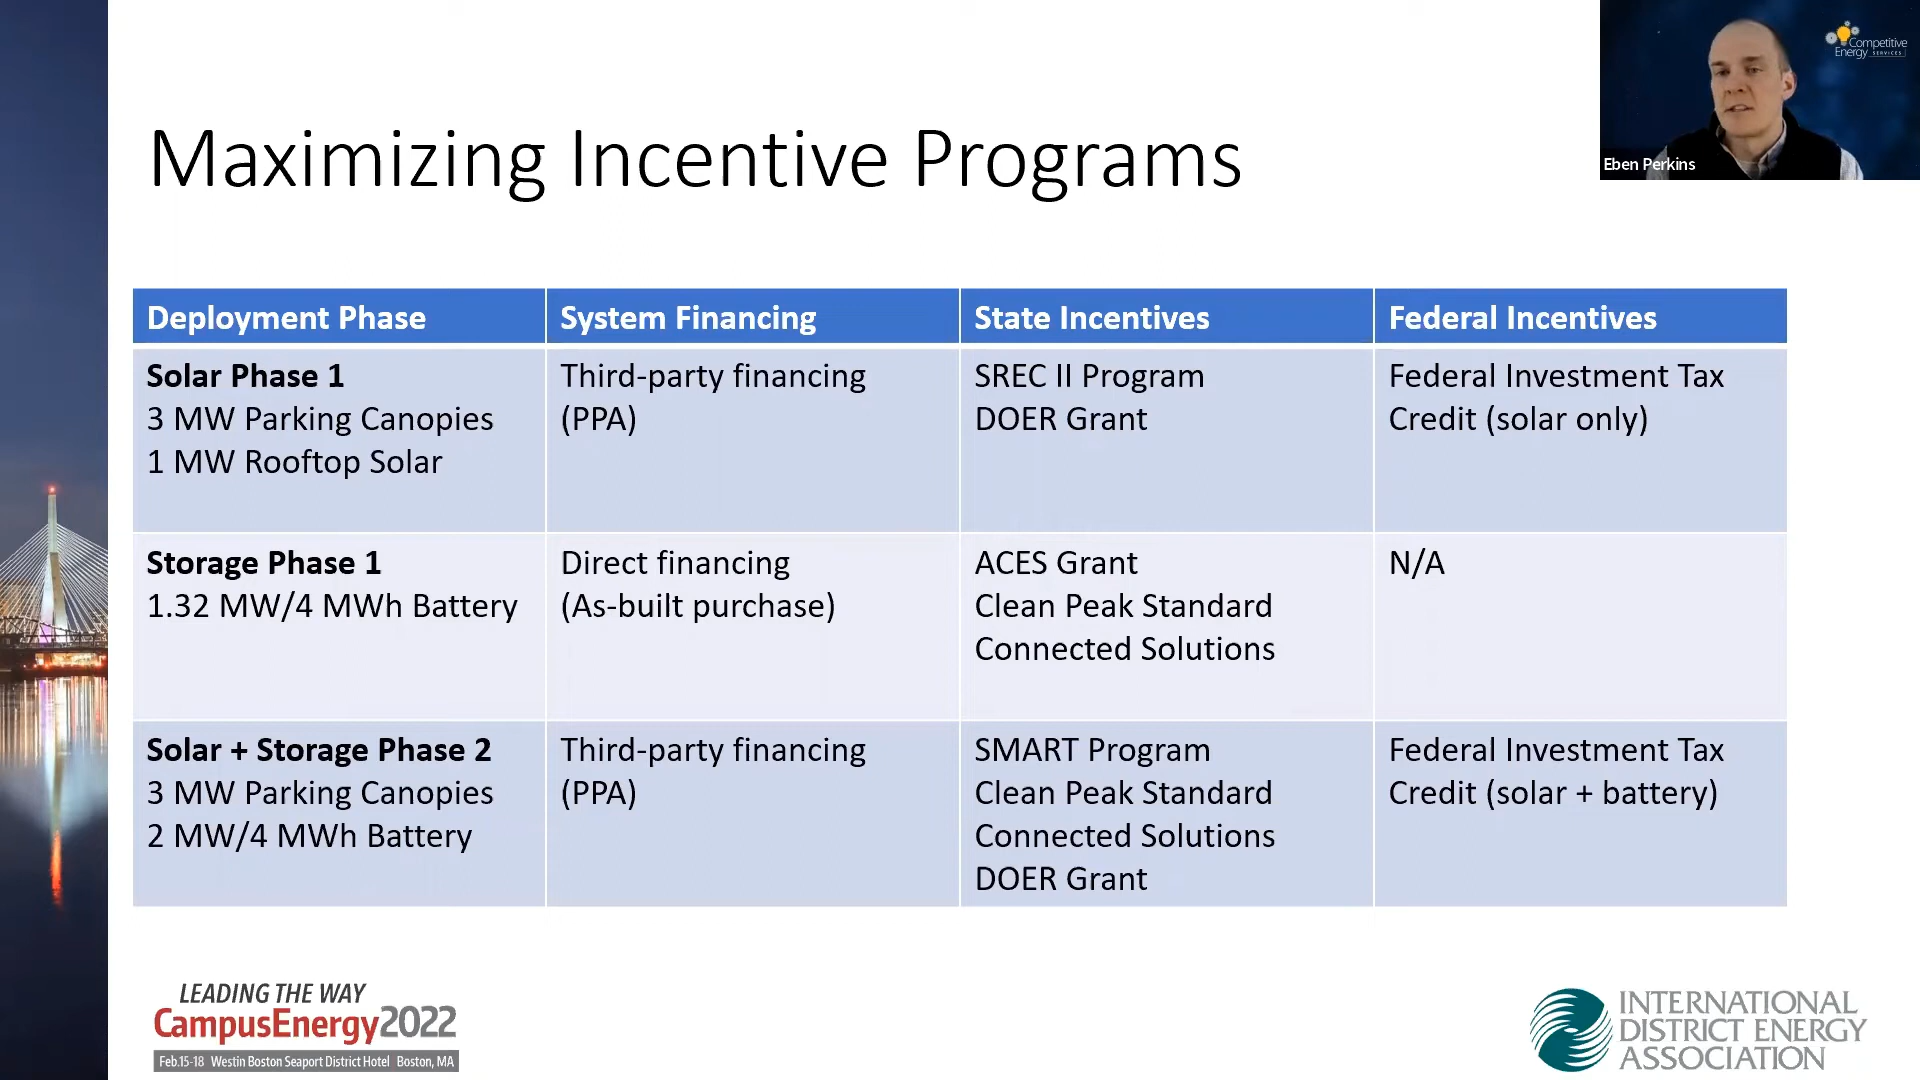 Competitive
Energy SERVICES
Eben Perkins
Maximizing Incentive Programs
Deployment Phase
System Financing
State Incentives
Federal Incentives
Solar Phase 1
3 MW Parking Canopies
1 MW Rooftop Solar
Third-party financing
(PPA)
SREC II Program
DOER Grant
Federal Investment Tax
Credit (solar only)
Storage Phase 1
1.32 MW/4 MWh Battery
Direct financing
(As-built purchase)
ACES Grant
Clean Peak Standard
Connected Solutions
N/A
Solar + Storage Phase 2
3 MW Parking Canopies
2 MW/4 MWh Battery
Third-party financing
(PPA)
SMART Program
Clean Peak Standard
Connected Solutions
DOER Grant
Federal Investment Tax
Credit (solar + battery)
LEADING THE WAY
CampusEnergy2022
Feb.15-18 Westin Boston Seaport District Hotel Boston, MA
INTERNATIONAL
DISTRICT ENERGY
ASSOCIATION